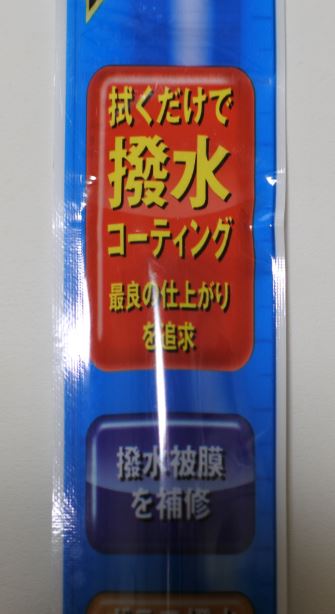 拭くだけで
撥水
コーティング
最良の仕上がり
を追求
撥水被膜
を補修